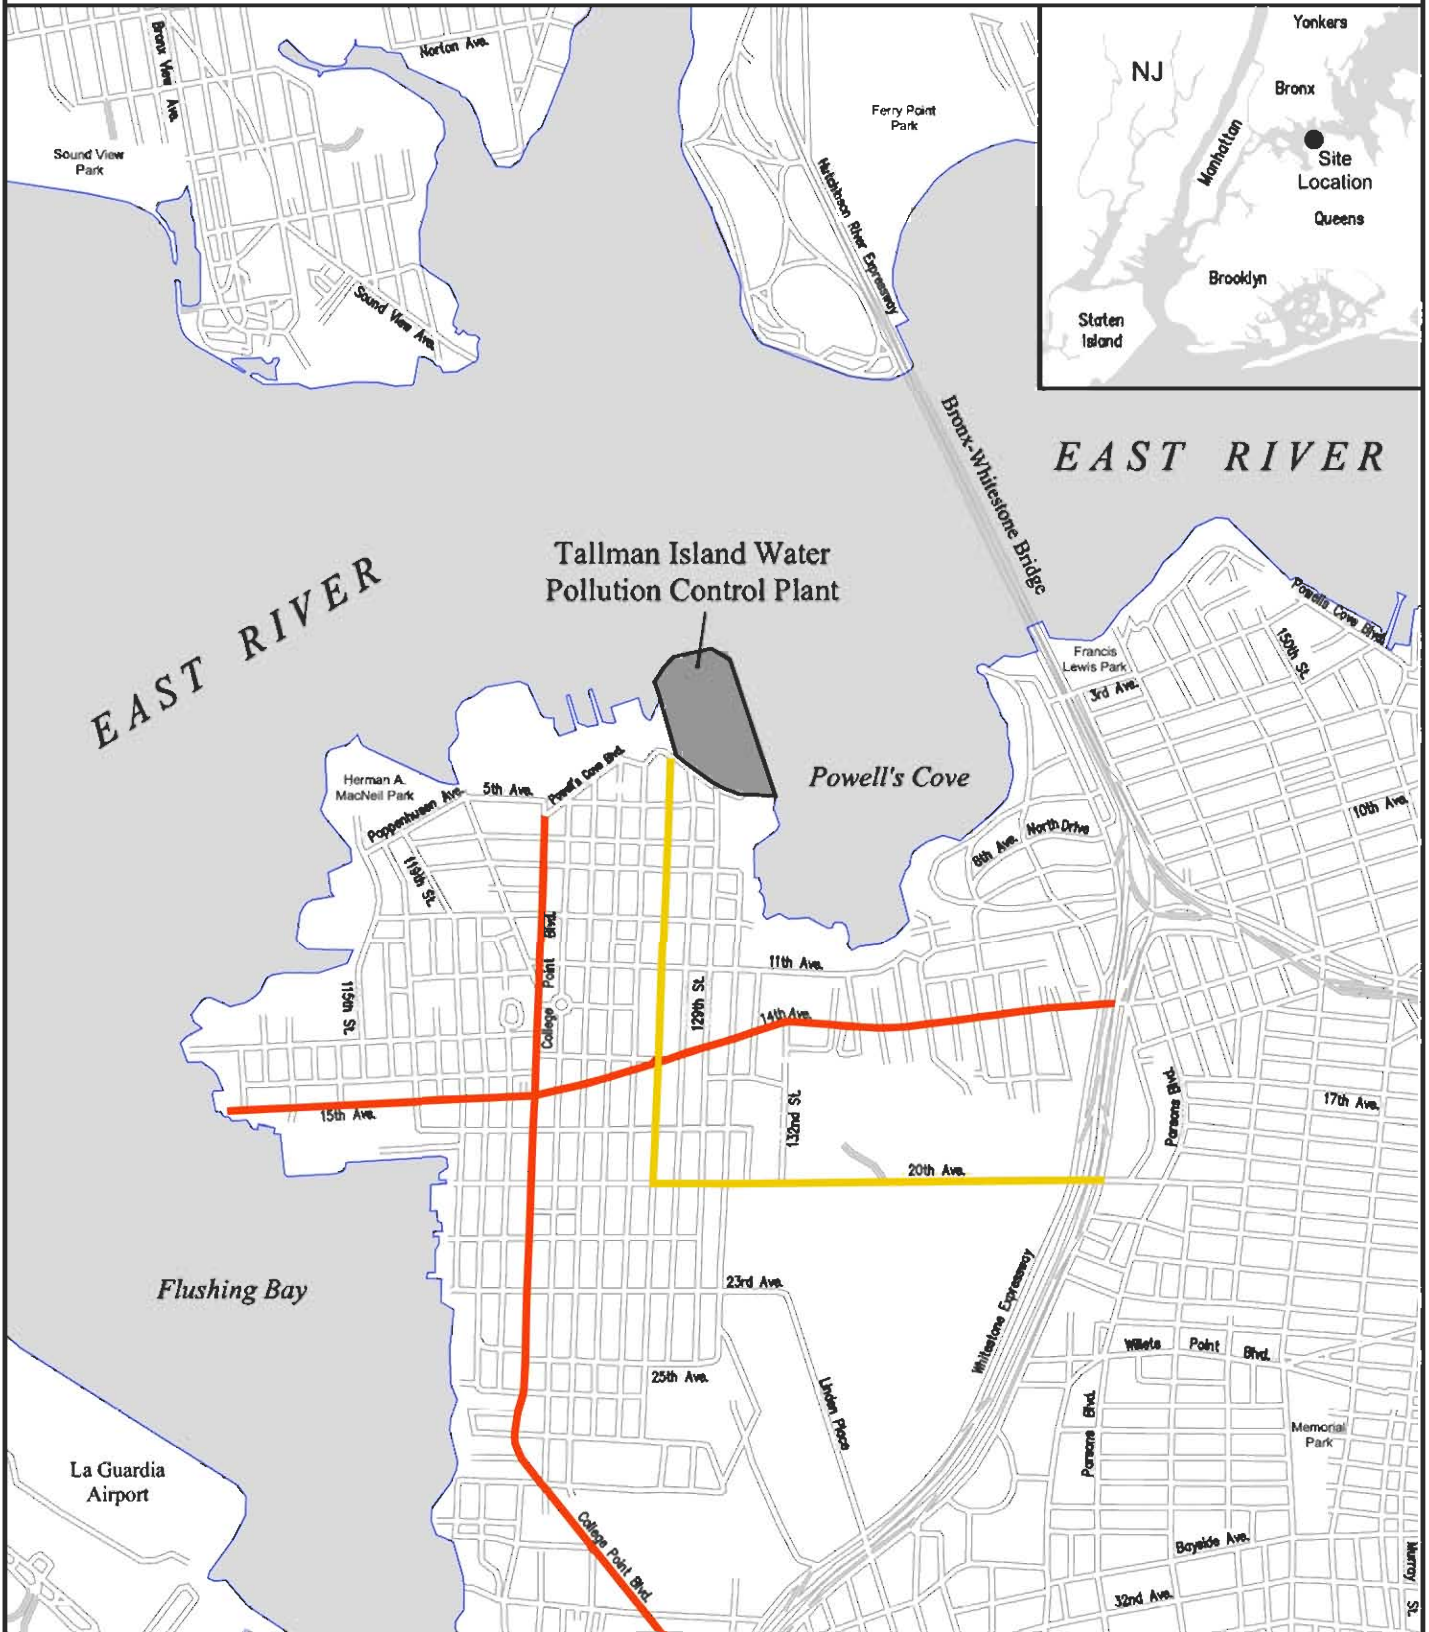 Bronx View Ave.
Norton Ave.
Sound View
Park
Sound View Ave.
Ferry Point
Park
Hutchinson River Expressway
Yonkers
NJ
Bronx
Manhattan
Site
Location
Queens
Brooklyn
Staten
Island
Bronx-Whitestone Bridge
EAST RIVER
EAST RIVER
Tallman Island Water
Pollution Control Plant
Powells Cove Blvd.
150th St.
Francis
Lewis Park
3rd Ave.
Powell's Cove
Herman A.
MacNeil Park
Poppenhusen Ave.
5th Ave.
Powell's Cove Blvd.
119th St.
10th Ave.
8th Ave.
North Drive
College Point Blvd.
11th Ave.
115th St.
129th St.
14th Ave.
15th Ave.
132nd St.
Parsons Blvd.
17th Ave.
20th Ave.
Flushing Bay
23rd Ave.
Whitestone Expressway
Willets Point Blvd.
25th Ave.
Linden Place
Parsons Blvd.
Memorial
Park
La Guardia
Airport
College Point Blvd.
Bayside Ave.
32nd Ave.
Murray St.